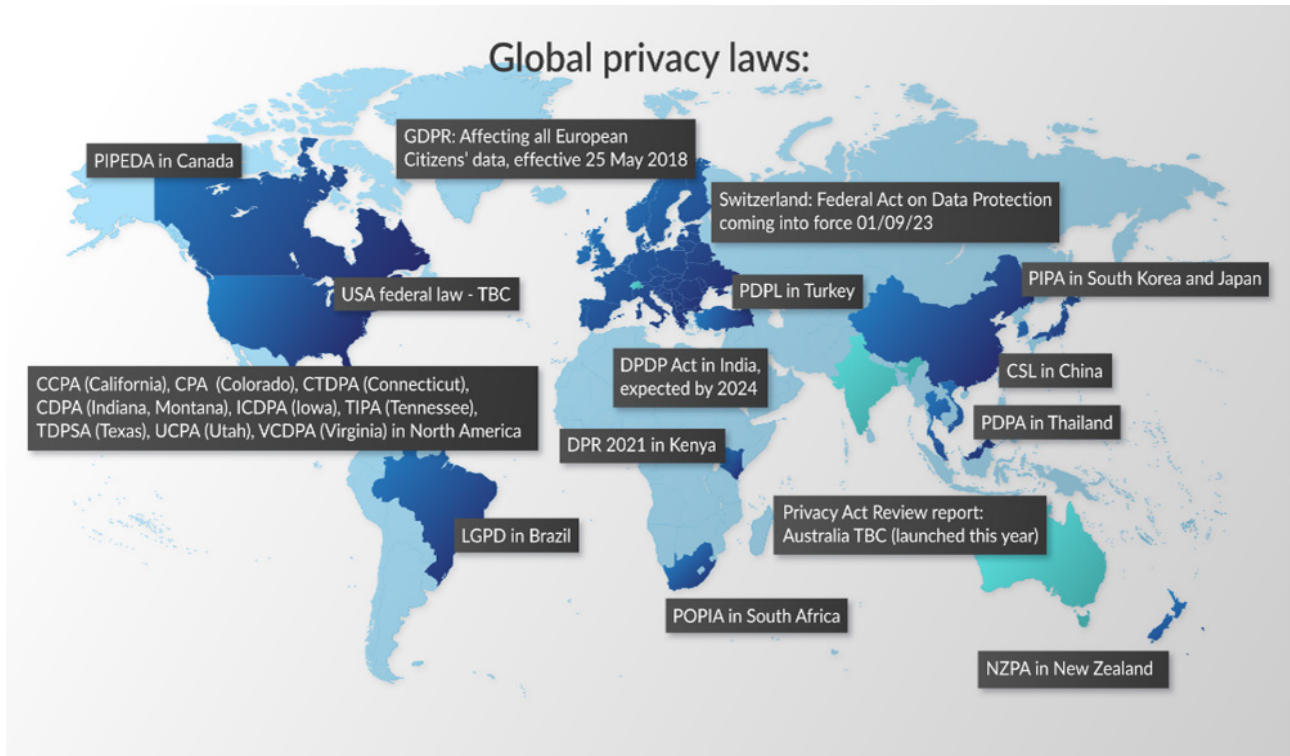 Global privacy laws:
PIPEDA in Canada
GDPR: Affecting all European
Citizens' data, effective 25 May 2018
Switzerland: Federal Act on Data Protection
coming into force 01/09/23
USA federal law - TBC
PDPL in Turkey
PIPA in South Korea and Japan
CCPA (California), CPA (Colorado), CTDPA (Connecticut),
CDPA (Indiana, Montana), ICDPA (Iowa), TIPA (Tennessee),
TDPSA (Texas), UCPA (Utah), VCDPA (Virginia) in North America
DPDP Act in India,
expected by 2024
CSL in China
PDPA in Thailand
DPR 2021 in Kenya
LGPD in Brazil
Privacy Act Review report:
Australia TBC (launched this year)
POPIA in South Africa
NZPA in New Zealand